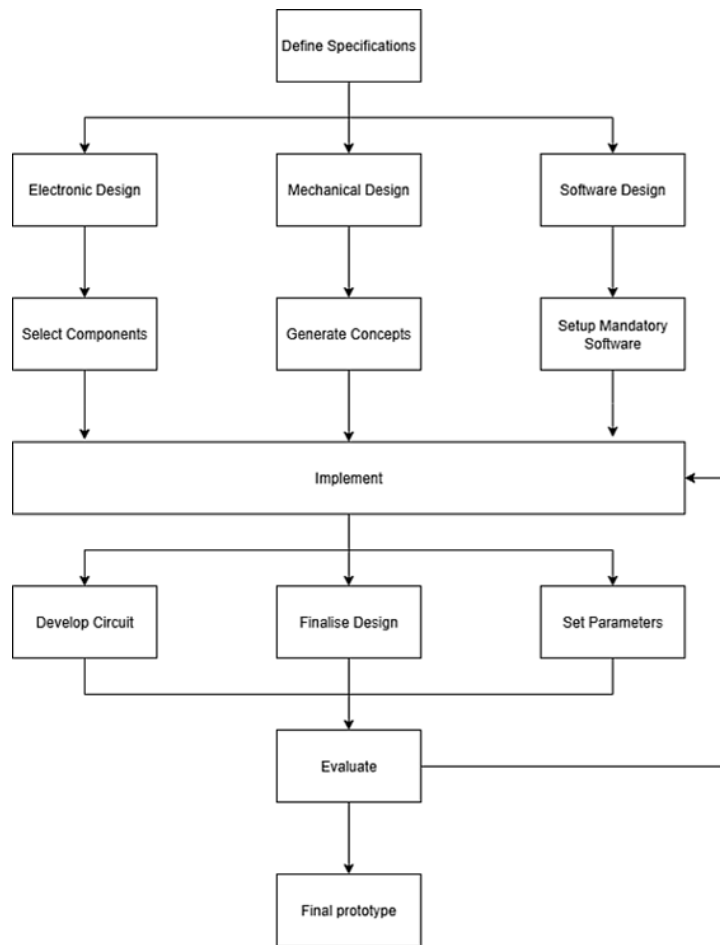 Define Specifications
Electronic Design
Mechanical Design
Software Design
Select Components
Generate Concepts
Setup Mandatory
Software
Implement
Develop Circuit
Finalise Design
Set Parameters
Evaluate
Final prototype